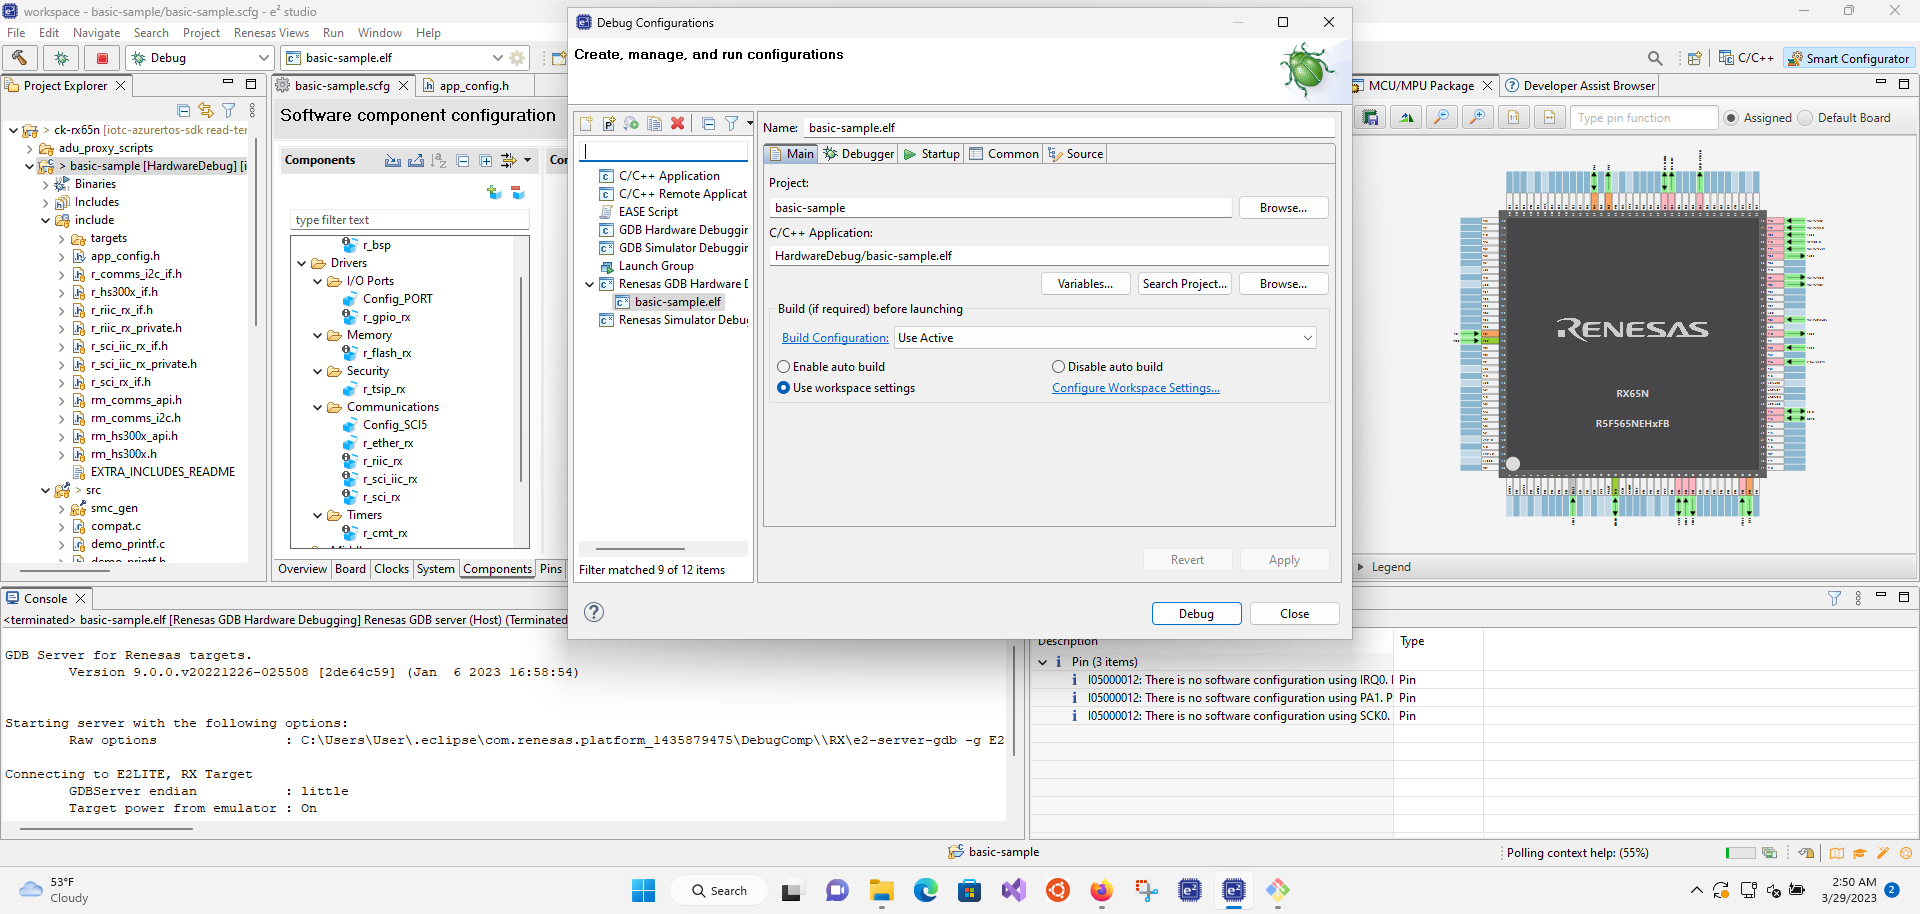 workspace - basic-sample/basic-sample.scfg - e² studio
File Edit Navigate Search Project Renesas Views Run Window Help
Debug
basic-sample.elf
C/C++
Smart Configurator
Project Explorer
> ck-rx65n [iotc-azurertos-sdk read-ter
adu_proxy_scripts
> basic-sample [HardwareDebug] [i
Binaries
Includes
include
targets
app_config.h
r_comms_i2c_if.h
r_hs300x_if.h
r_riic_rx_if.h
r_riic_rx_private.h
r_sci_iic_rx_if.h
r_sci_iic_rx_private.h
r_sci_rx_if.h
rm_comms_api.h
rm_comms_i2c.h
rm_hs300x_api.h
rm_hs300x.h
EXTRA_INCLUDES_README
> src
smc_gen
compat.c
demo_printf.c
demo_printf.h
basic-sample.scfg
app_config.h
Software component configuration
Components
Con
type filter text
r_bsp
Drivers
I/O Ports
Config_PORT
r_gpio_rx
Memory
r_flash_rx
Security
r_tsip_rx
Communications
Config_SCI5
r_ether_rx
r_riic_rx
r_sci_iic_rx
r_sci_rx
Timers
r_cmt_rx
Overview Board Clocks System Components Pins
Debug Configurations
Create, manage, and run configurations
C/C++ Application
C/C++ Remote Applicat
EASE Script
GDB Hardware Debuggin
GDB Simulator Debuggin
Launch Group
Renesas GDB Hardware D
basic-sample.elf
Renesas Simulator Debug
Filter matched 9 of 12 items
Name: basic-sample.elf
Main Debugger Startup Common Source
Project:
basic-sample
Browse...
C/C++ Application:
HardwareDebug/basic-sample.elf
Variables... Search Project... Browse...
Build (if required) before launching
Build Configuration: Use Active
Enable auto build
Disable auto build
Use workspace settings
Configure Workspace Settings...
Revert Apply
Debug Close
MCU/MPU Package
Developer Assist Browser
Type pin function
Assigned
Default Board
RENESAS
RX65N
R5F565NEHxFB
Legend
Console
<terminated> basic-sample.elf [Renesas GDB Hardware Debugging] Renesas GDB server (Host) (Terminated
GDB Server for Renesas targets.
Version 9.0.0.v20221226-025508 [2de64c59] (Jan  6 2023 16:58:54)
Starting server with the following options:
Raw options : C:\Users\User\.eclipse\com.renesas.platform_1435879475\DebugComp\\RX\e2-server-gdb -g E2
Connecting to E2LITE, RX Target
GDBServer endian : little
Target power from emulator : On
Description
Type
Pin (3 items)
I05000012: There is no software configuration using IRQ0. Pin
I05000012: There is no software configuration using PA1. P Pin
I05000012: There is no software configuration using SCK0. Pin
basic-sample
Polling context help: (55%)
53°F
Cloudy
Search
2:50 AM
3/29/2023
2